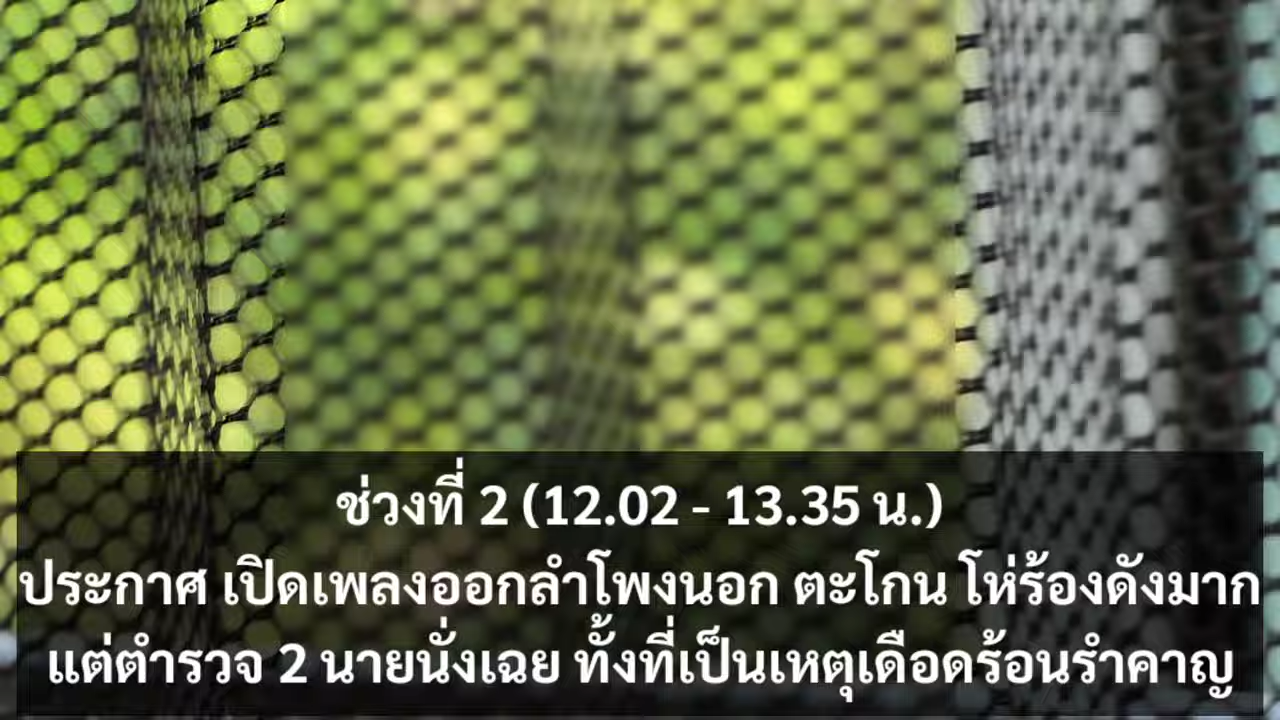 ช่วงที่ 2 (12.02 - 13.35 น.)
ประกาศ เปิดเพลงออกลำโพงนอก ตะโกน โห่ร้องดังมาก
แต่ตำรวจ 2 นายนั่งเฉย ทั้งที่เป็นเหตุเดือดร้อนรำคาญ